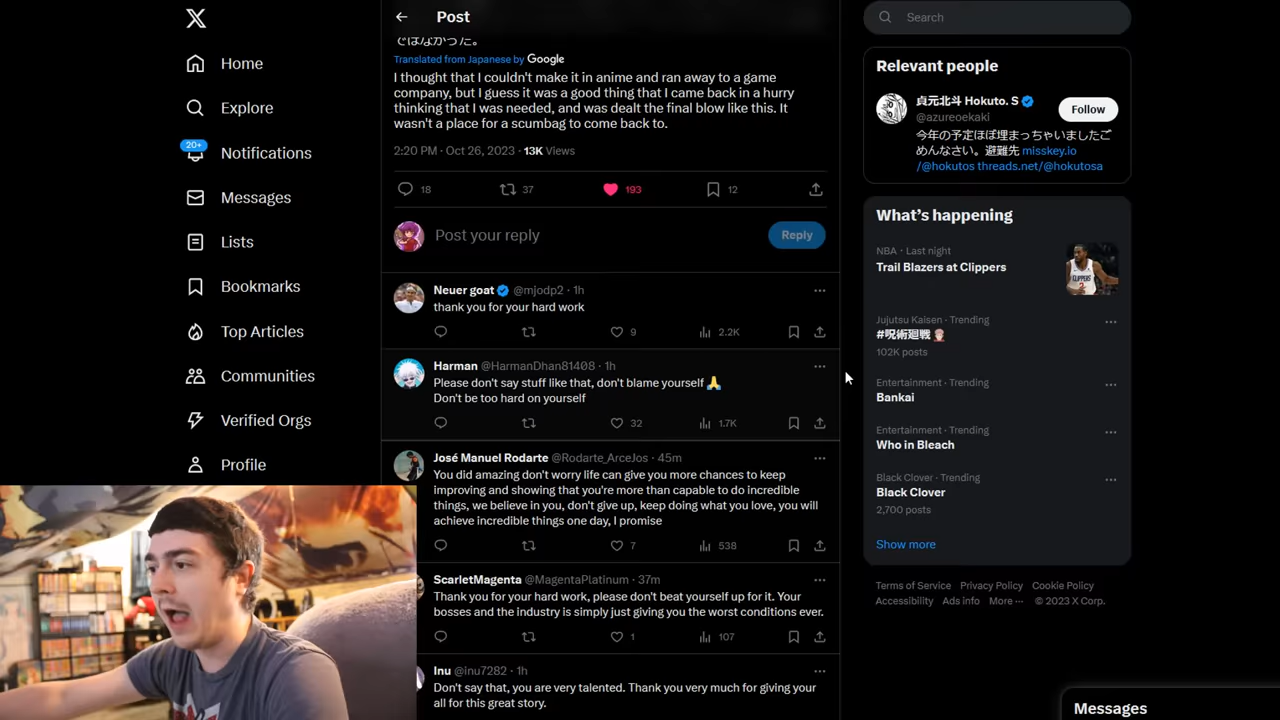 Post
Search
ではなかった。
Translated from Japanese by Google
I thought that I couldn't make it in anime and ran away to a game
company, but I guess it was a good thing that I came back in a hurry
thinking that I was needed, and was dealt the final blow like this. It
wasn't a place for a scumbag to come back to.
2:20 PM · Oct 26, 2023 · 13K Views
18 37 193 12
Post your reply
Reply
Neuer goat @mjodp2 · 1h
thank you for your hard work
9 2.2K
Harman @HarmanDhan81408 · 1h
Please don't say stuff like that, don't blame yourself 🙏
Don't be too hard on yourself
32 1.7K
José Manuel Rodarte @Rodarte_ArceJos · 45m
You did amazing don't worry life can give you more chances to keep
improving and showing that you're more than capable to do incredible
things, we believe in you, don't give up, keep doing what you love, you will
achieve incredible things one day, I promise
7 538
ScarletMagenta @MagentaPlatinum · 37m
Thank you for your hard work, please don't beat yourself up for it. Your
bosses and the industry is simply just giving you the worst conditions ever.
1 107
Inu @inu7282 · 1h
Don't say that, you are very talented. Thank you very much for giving your
all for this great story.
Home
Explore
20+
Notifications
Messages
Lists
Bookmarks
Top Articles
Communities
Verified Orgs
Profile
Relevant people
貞元北斗 Hokuto. S
@azureoekaki
Follow
今年の予定ほぼ埋まっちゃいましたご
めんなさい。避難先 misskey.io
/@hokutos threads.net/@hokutosa
What's happening
NBA · Last night
Trail Blazers at Clippers
Jujutsu Kaisen · Trending
#呪術廻戦
102K posts
Entertainment · Trending
Bankai
Entertainment · Trending
Who in Bleach
Black Clover · Trending
Black Clover
2,700 posts
Show more
Terms of Service Privacy Policy Cookie Policy
Accessibility Ads info More ··· © 2023 X Corp.
Messages